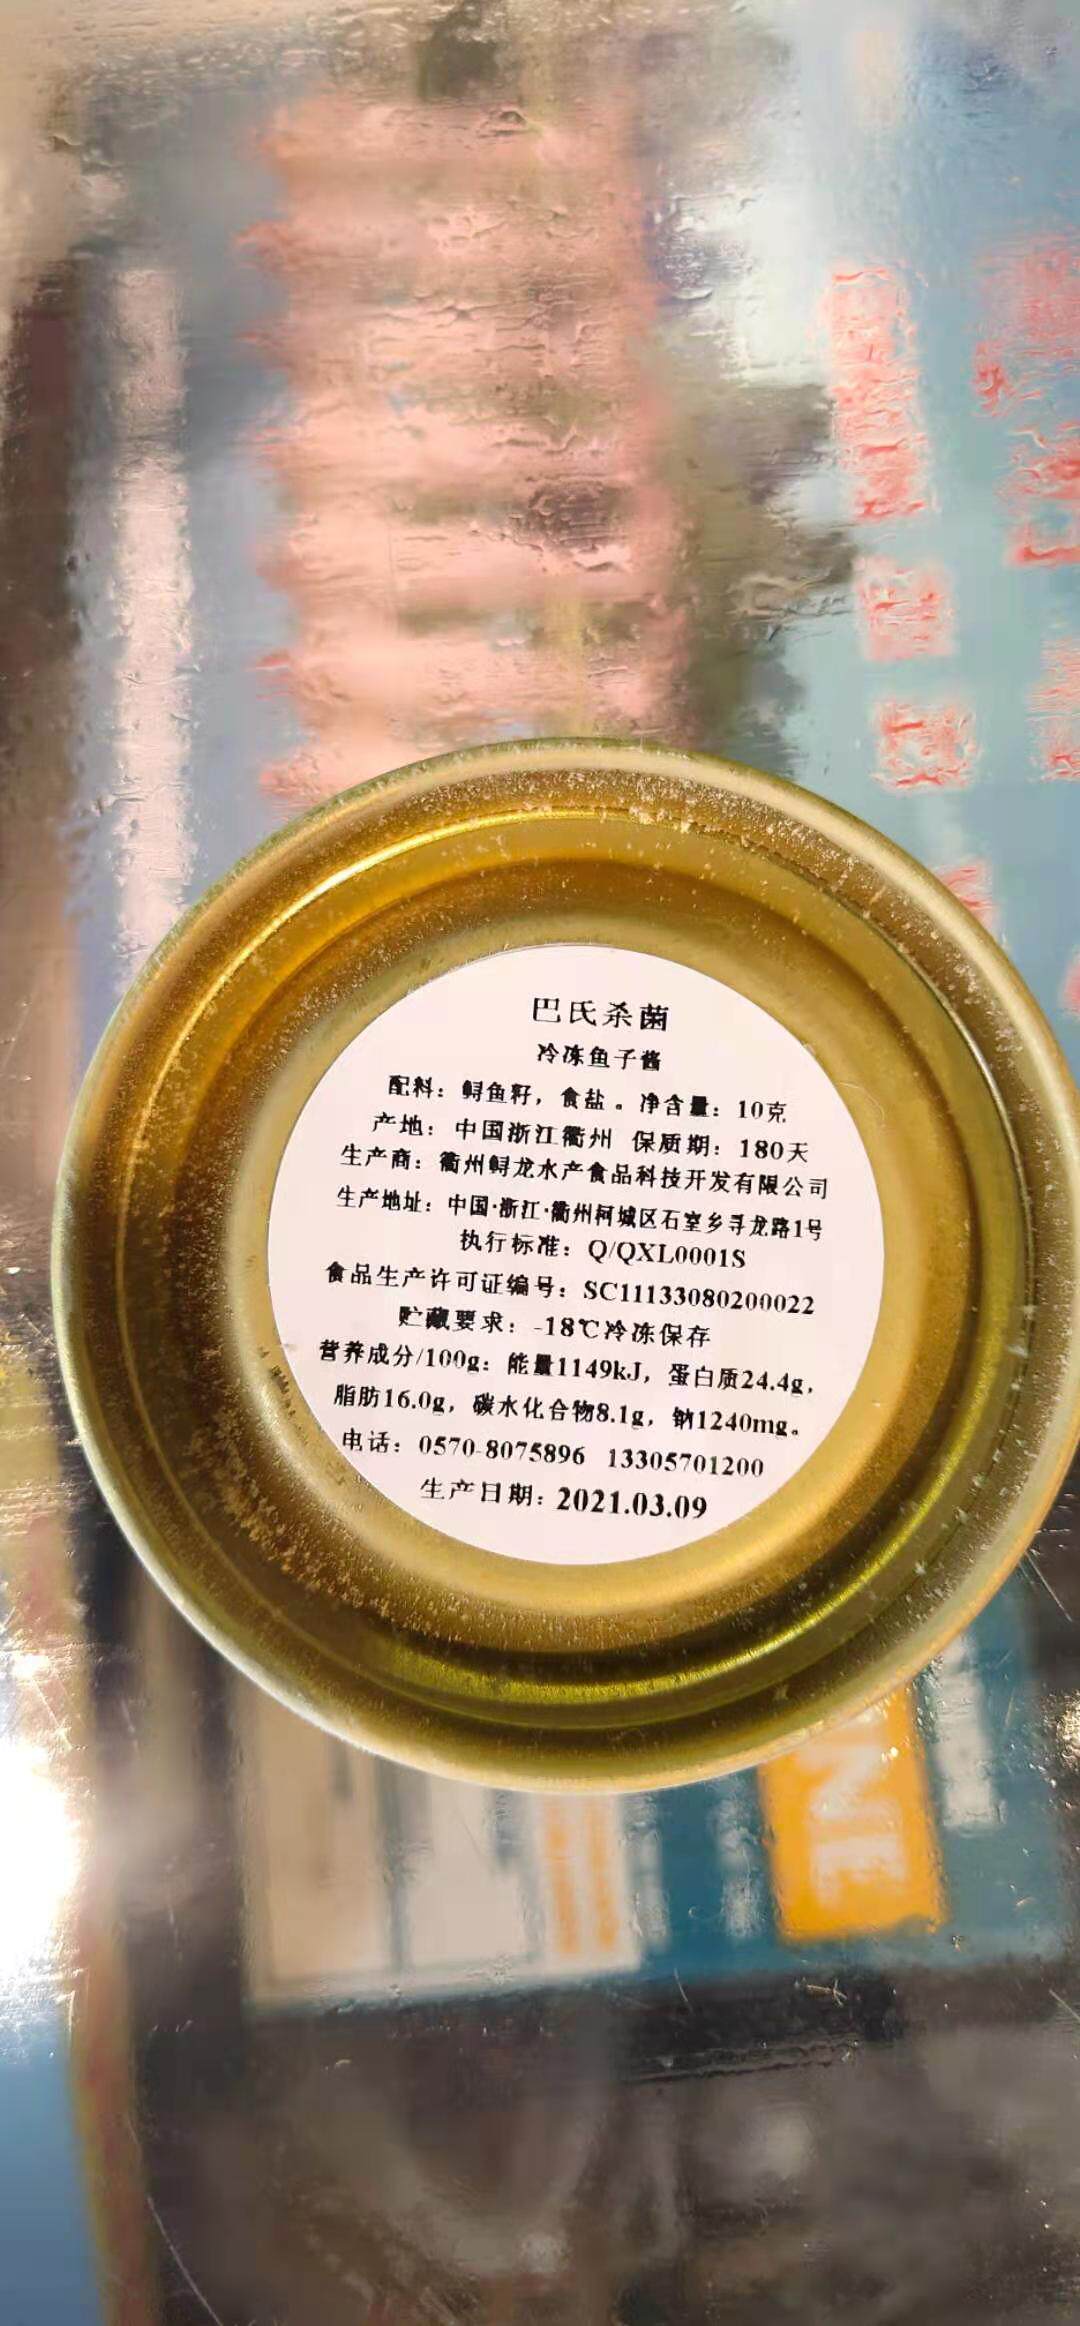 巴氏杀菌
冷冻鱼子酱
配料：鲟鱼籽，食盐。净含量：10克
产地：中国浙江衢州 保质期：180天
生产商：衢州鲟龙水产食品科技开发有限公司
生产地址：中国·浙江·衢州柯城区石室乡寻龙路1号
执行标准：Q/QXL0001S
食品生产许可证编号：SC11133080200022
贮藏要求：-18℃冷冻保存
营养成分/100g：能量1149kJ，蛋白质24.4g，
脂肪16.0g，碳水化合物8.1g，钠1240mg。
电话：0570-8075896 13305701200
生产日期：2021.03.09